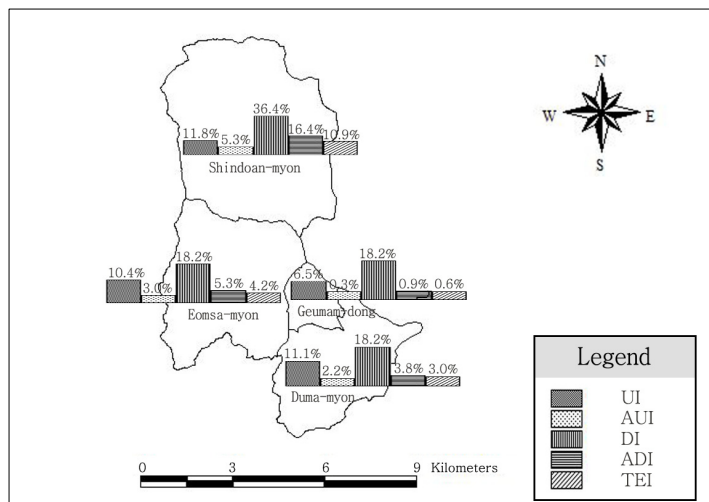 N
W E
S
36.4%
11.8% 5.3% 16.4% 10.9%
Shindoan-myon
10.4% 3.0% 18.2% 5.3% 4.2%
Eomsa-myon
6.5% 0.3% 18.2% 0.9% 0.6%
Geumam-dong
11.1% 2.2% 18.2% 3.8% 3.0%
Duma-myon
Legend
UI
AUI
DI
ADI
TEI
0 3 6 9 Kilometers